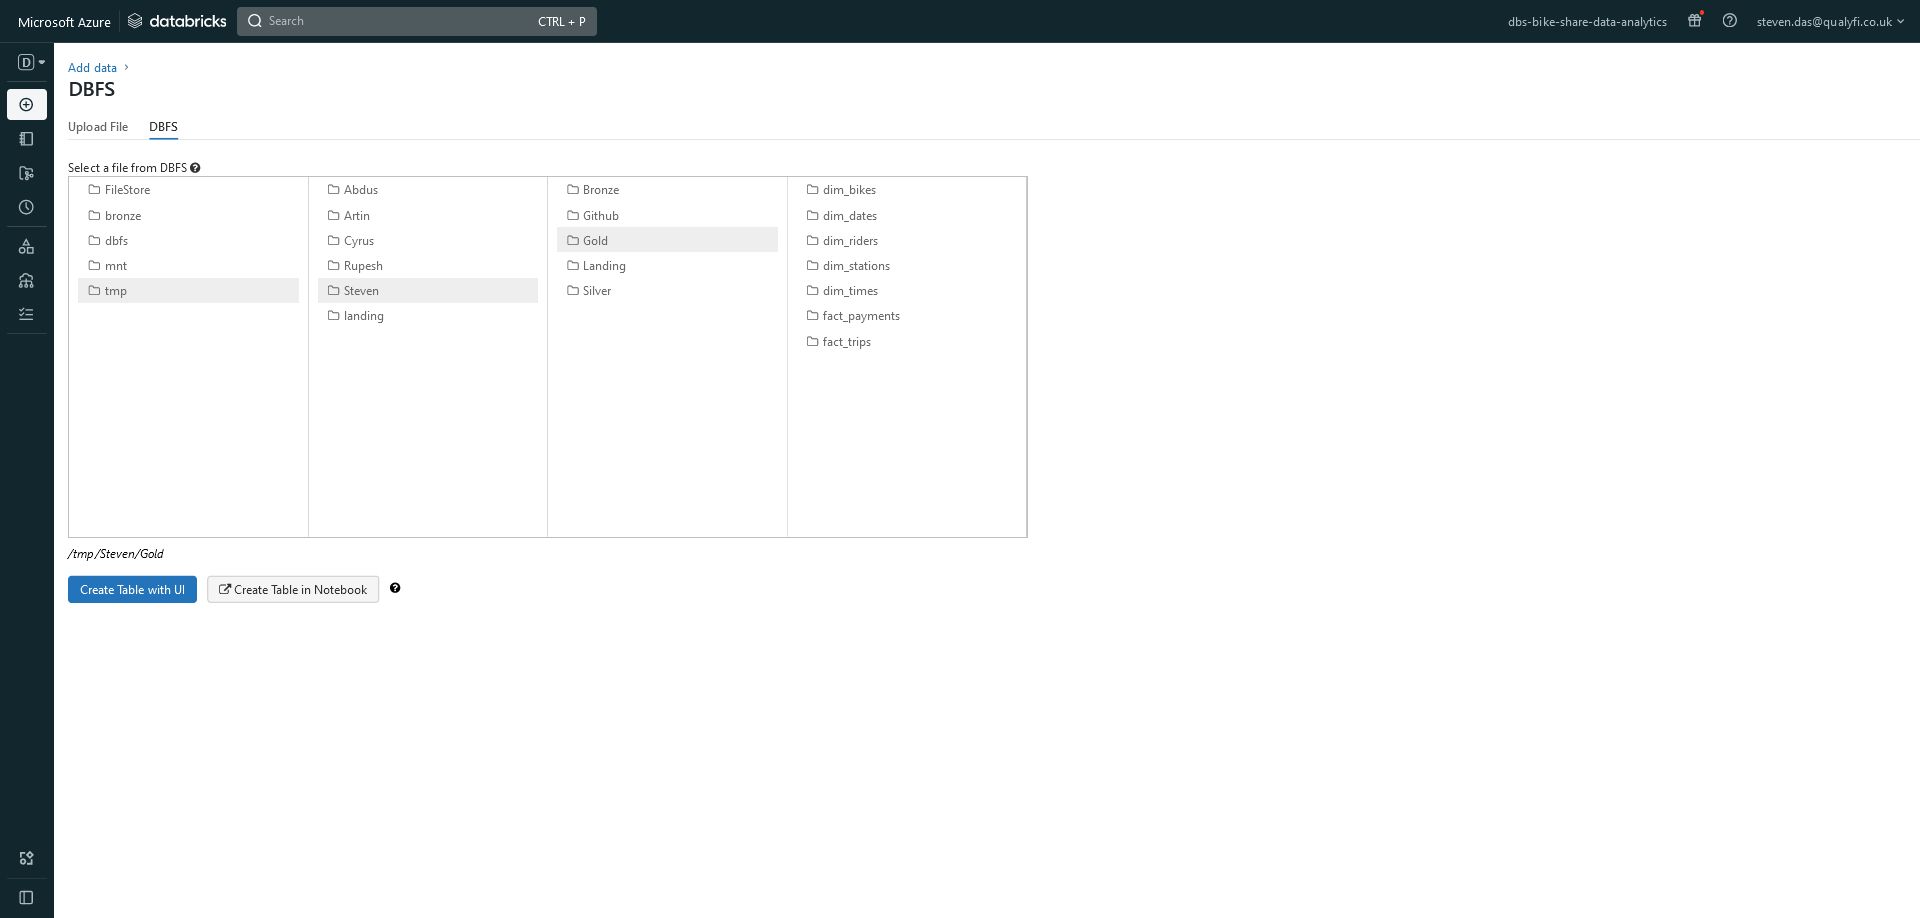 Microsoft Azure databricks Search CTRL + P dbs-bike-share-data-analytics steven.das@qualyfi.co.uk
D
Add data
DBFS
Upload File DBFS
Select a file from DBFS
FileStore Abdus Bronze dim_bikes
bronze Artin Github dim_dates
dbfs Cyrus Gold dim_riders
mnt Rupesh Landing dim_stations
tmp Steven Silver dim_times
landing fact_payments
fact_trips
/tmp/Steven/Gold
Create Table with UI Create Table in Notebook